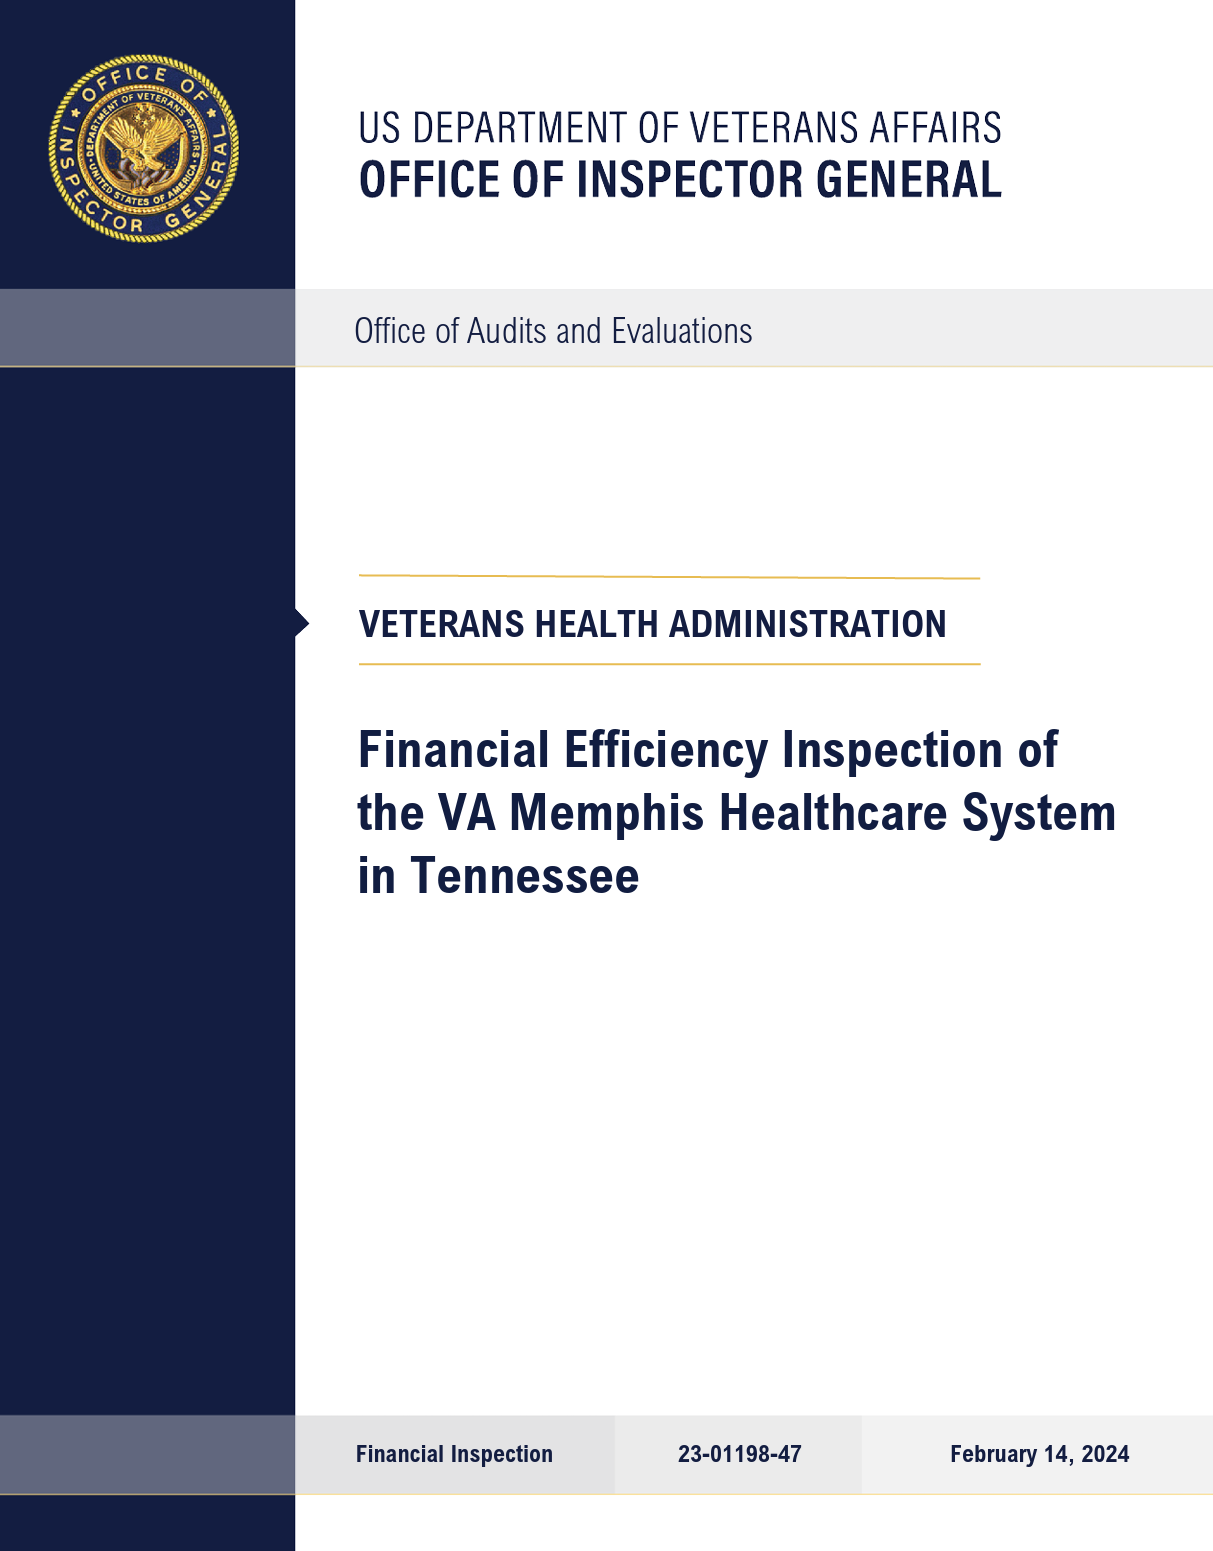 OFFICE OF
INSPECTOR GENERAL
DEPARTMENT OF VETERANS AFFAIRS
UNITED STATES OF AMERICA
US DEPARTMENT OF VETERANS AFFAIRS
OFFICE OF INSPECTOR GENERAL
Office of Audits and Evaluations
VETERANS HEALTH ADMINISTRATION
Financial Efficiency Inspection of
the VA Memphis Healthcare System
in Tennessee
Financial Inspection
23-01198-47
February 14, 2024